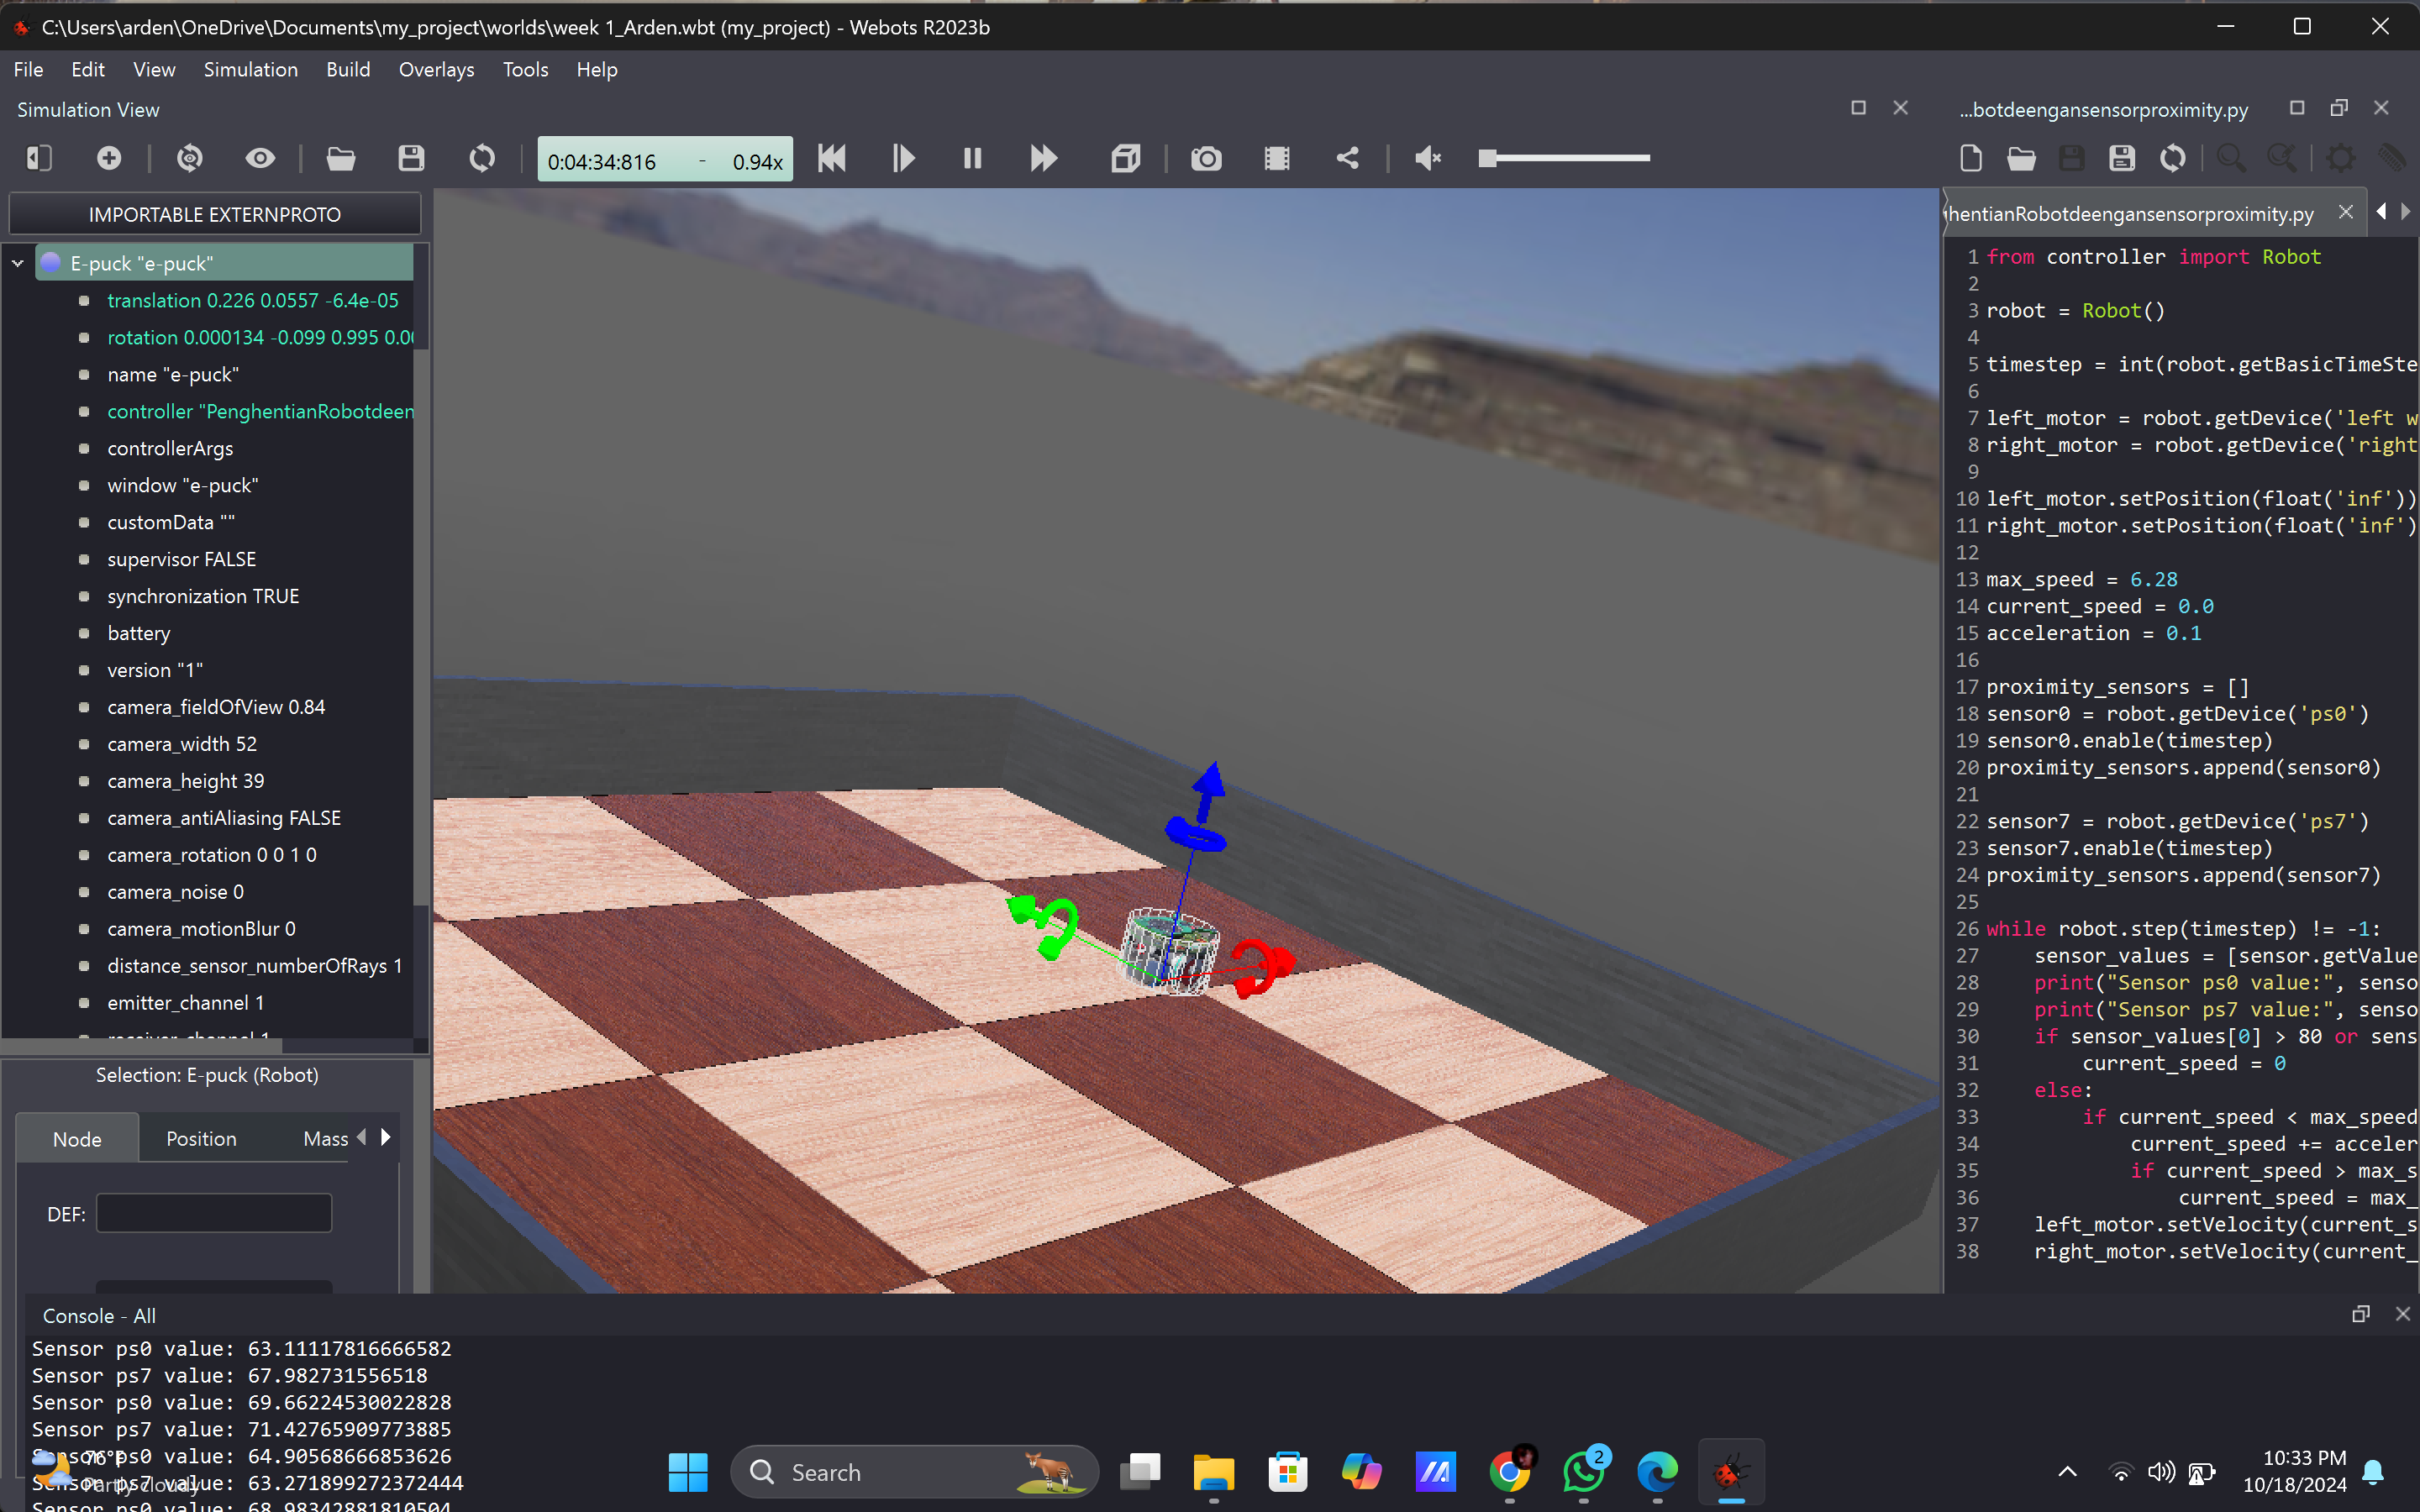 C:\Users\arden\OneDrive\Documents\my_project\worlds\week 1_Arden.wbt (my_project) - Webots R2023b
File Edit View Simulation Build Overlays Tools Help
Simulation View
...botdeengansensorproximity.py
0:04:34:816 - 0.94x
IMPORTABLE EXTERNPROTO
E-puck "e-puck"
translation 0.226 0.0557 -6.4e-05
rotation 0.000134 -0.099 0.995 0.00
name "e-puck"
controller "PenghentianRobotdeen
controllerArgs
window "e-puck"
customData ""
supervisor FALSE
synchronization TRUE
battery
version "1"
camera_fieldOfView 0.84
camera_width 52
camera_height 39
camera_antiAliasing FALSE
camera_rotation 0 0 1 0
camera_noise 0
camera_motionBlur 0
distance_sensor_numberOfRays 1
emitter_channel 1
receiver_channel 1
Selection: E-puck (Robot)
Node Position Mass
DEF:
hentianRobotdeengansensorproximity.py
1 from controller import Robot
2
3 robot = Robot()
4
5 timestep = int(robot.getBasicTimeSte
6
7 left_motor = robot.getDevice('left w
8 right_motor = robot.getDevice('right
9
10 left_motor.setPosition(float('inf'))
11 right_motor.setPosition(float('inf')
12
13 max_speed = 6.28
14 current_speed = 0.0
15 acceleration = 0.1
16
17 proximity_sensors = []
18 sensor0 = robot.getDevice('ps0')
19 sensor0.enable(timestep)
20 proximity_sensors.append(sensor0)
21
22 sensor7 = robot.getDevice('ps7')
23 sensor7.enable(timestep)
24 proximity_sensors.append(sensor7)
25
26 while robot.step(timestep) != -1:
27 sensor_values = [sensor.getValue
28 print("Sensor ps0 value:", senso
29 print("Sensor ps7 value:", senso
30 if sensor_values[0] > 80 or sens
31 current_speed = 0
32 else:
33 if current_speed < max_speed
34 current_speed += acceler
35 if current_speed > max_s
36 current_speed = max_
37 left_motor.setVelocity(current_s
38 right_motor.setVelocity(current_
Console - All
Sensor ps0 value: 63.11117816666582
Sensor ps7 value: 67.982731556518
Sensor ps0 value: 69.66224530022828
Sensor ps7 value: 71.42765909773885
Sensor ps0 value: 64.90568666853626
Sensor ps7 value: 63.271899272372444
Sensor ps0 value: 68.98342881810504
76°F
Partly cloudy
Search
2
10:33 PM
10/18/2024